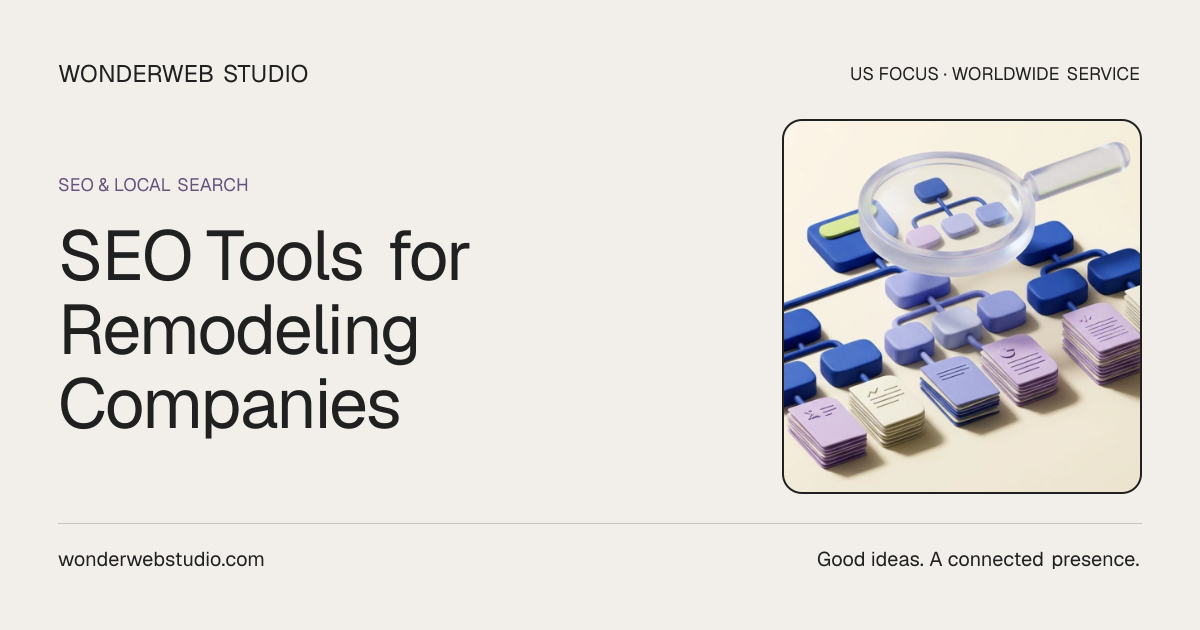 WONDERWEB STUDIO
US FOCUS · WORLDWIDE SERVICE
SEO & LOCAL SEARCH
SEO Tools for
Remodeling
Companies
wonderwebstudio.com
Good ideas. A connected presence.